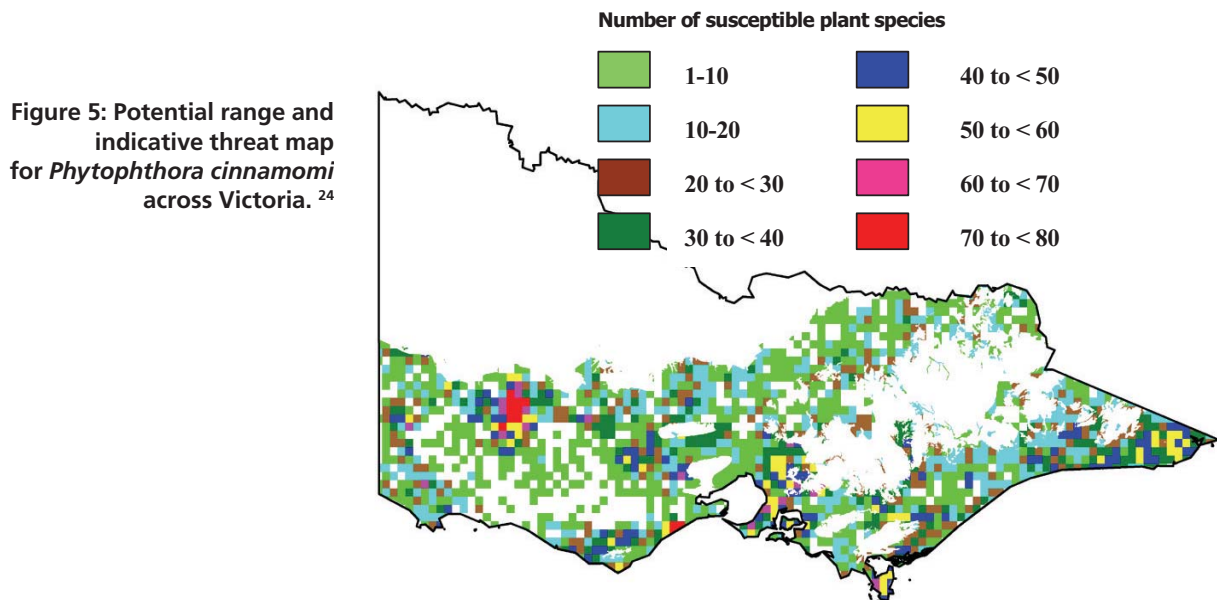 Figure 5: Potential range and
indicative threat map
for Phytophthora cinnamomi
across Victoria. 24
Number of susceptible plant species
1-10
10-20
20 to < 30
30 to < 40
40 to < 50
50 to < 60
60 to < 70
70 to < 80